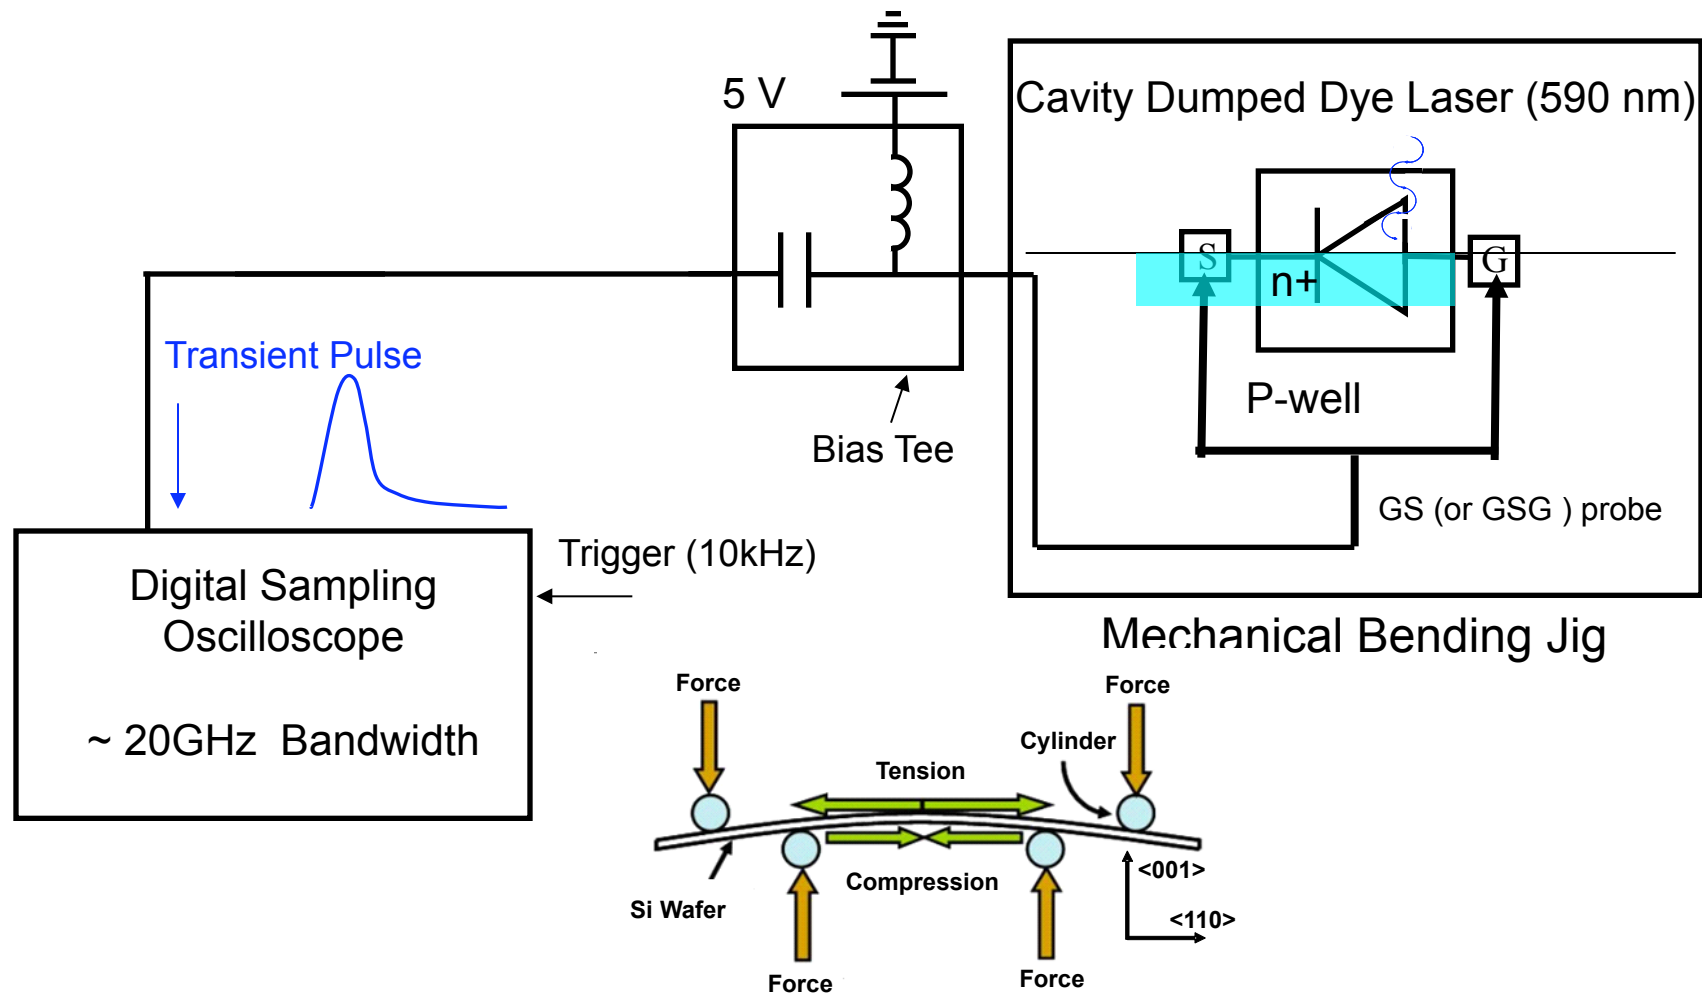 5 V
Cavity Dumped Dye Laser (590 nm)
S
G
n+
P-well
GS (or GSG ) probe
Bias Tee
Transient Pulse
Trigger (10kHz)
Digital Sampling
Oscilloscope
~ 20GHz Bandwidth
Mechanical Bending Jig
Force
Force
Cylinder
Tension
Compression
Si Wafer
<001>
<110>
Force
Force